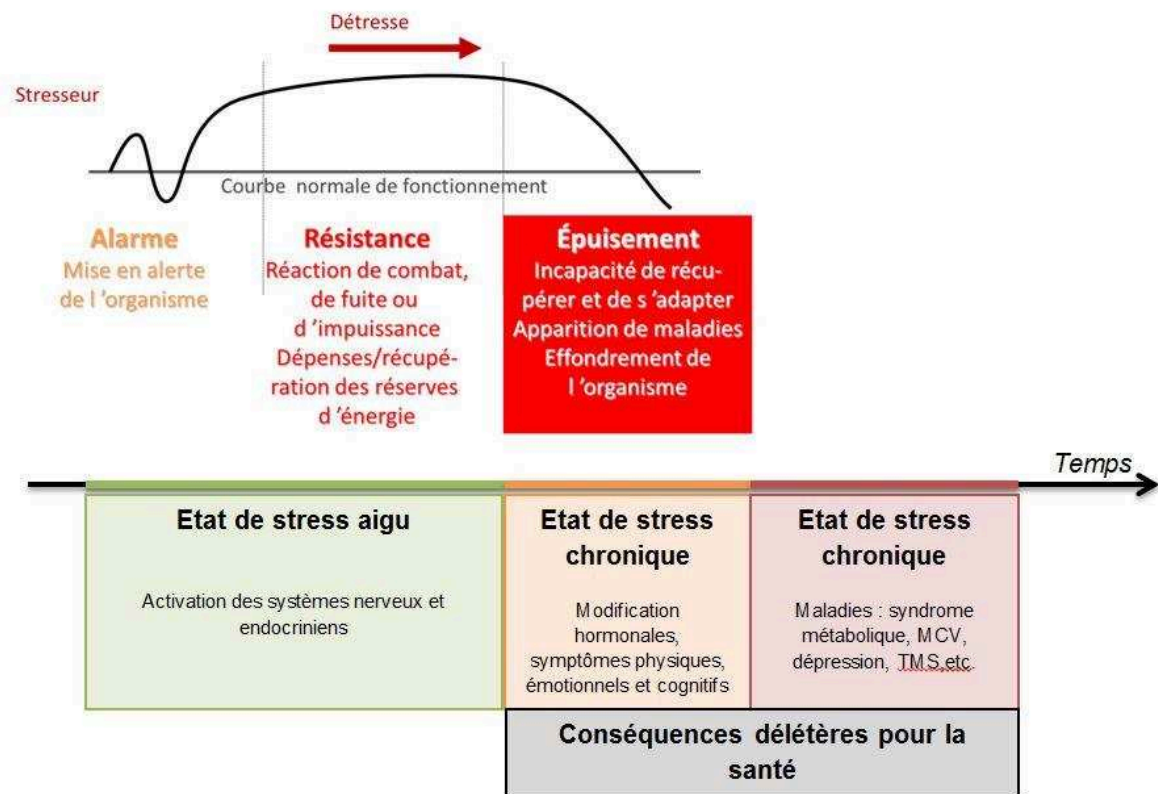 Détresse
Stresseur
Courbe normale de fonctionnement
Alarme
Mise en alerte
de l ’organisme
Résistance
Réaction de combat,
de fuite ou
d ’impuissance
Dépenses/récupé-
ration des réserves
d ’énergie
Épuisement
Incapacité de récu-
pérer et de s ’adapter
Apparition de maladies
Effondrement de
l ’organisme
Temps
Etat de stress aigu
Activation des systèmes nerveux et
endocriniens
Etat de stress
chronique
Modification
hormonales,
symptômes physiques,
émotionnels et cognitifs
Etat de stress
chronique
Maladies : syndrome
métabolique, MCV,
dépression, TMS,etc.
Conséquences délétères pour la
santé